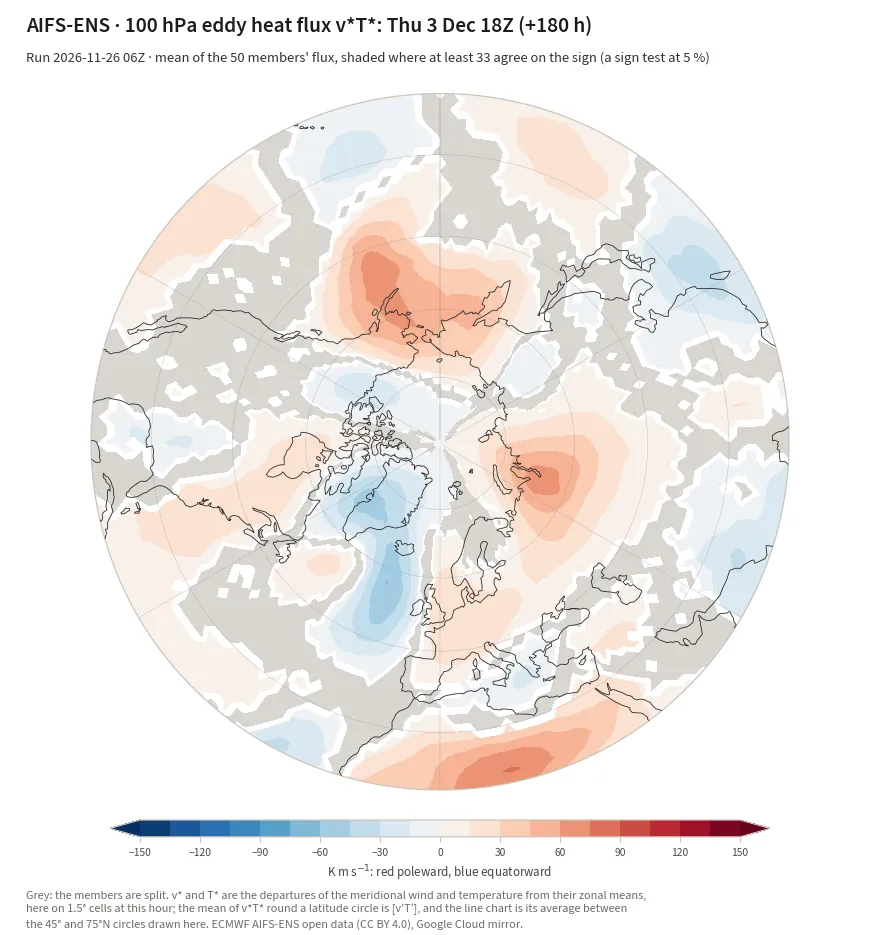 AIFS-ENS · 100 hPa eddy heat flux v*T*: Thu 3 Dec 18Z (+180 h)
Run 2026-11-26 06Z · mean of the 50 members' flux, shaded where at least 33 agree on the sign (a sign test at 5 %)
−150 −120 −90 −60 −30 0 30 60 90 120 150
K m s⁻¹: red poleward, blue equatorward
Grey: the members are split. v* and T* are the departures of the meridional wind and temperature from their zonal means,
here on 1.5° cells at this hour; the mean of v*T* round a latitude circle is [v'T'], and the line chart is its average between
the 45° and 75°N circles drawn here. ECMWF AIFS-ENS open data (CC BY 4.0), Google Cloud mirror.